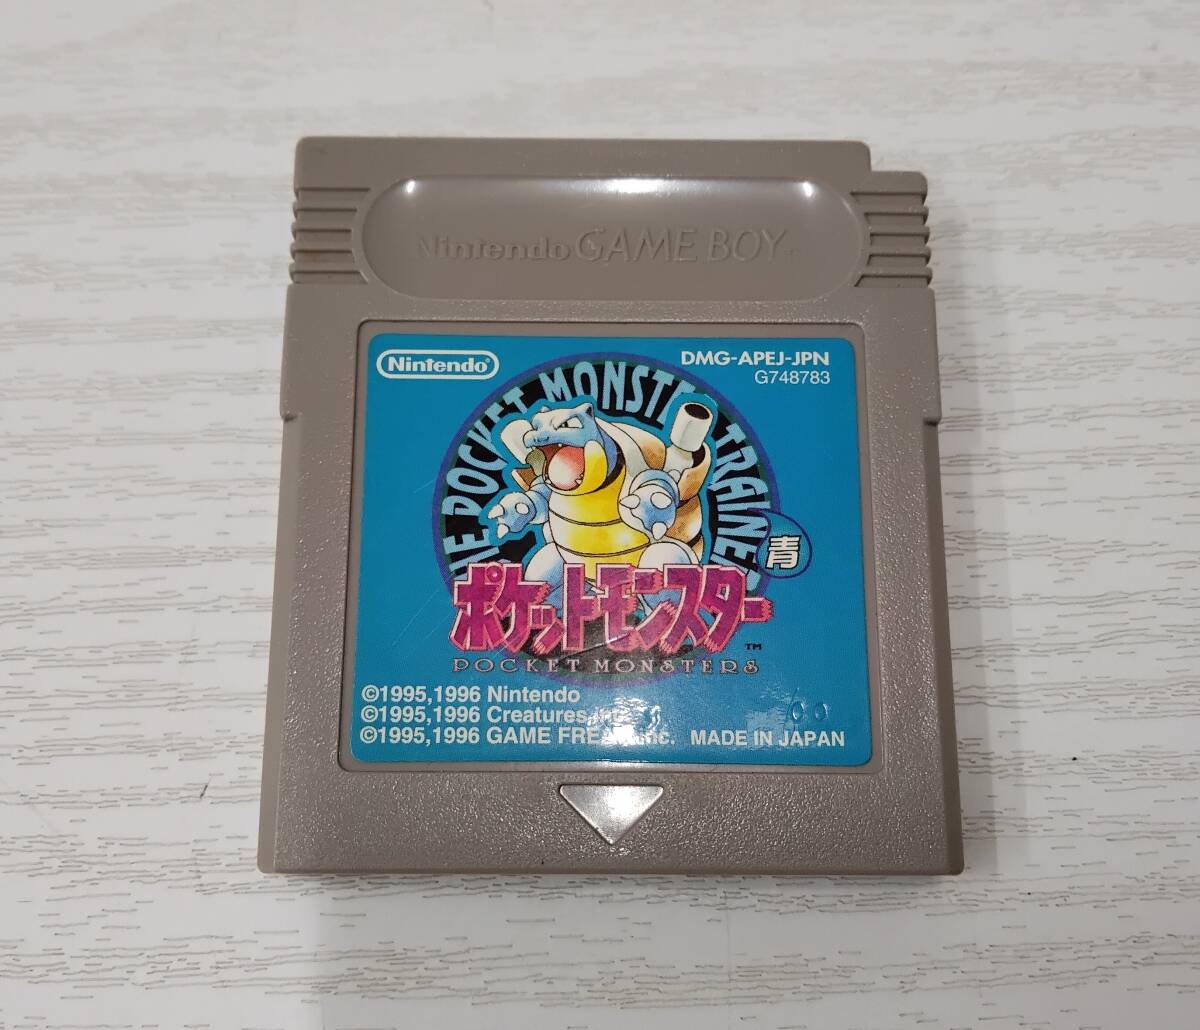 Nintendo GAME BOY TM
Nintendo
DMG-APEJ-JPN
G748783
POCKET MONSTER TRAINER
青
ポケットモンスター
TM
POCKET MONSTERS
©1995,1996 Nintendo
©1995,1996 Creatures inc.
©1995,1996 GAME FREAK inc.
MADE IN JAPAN